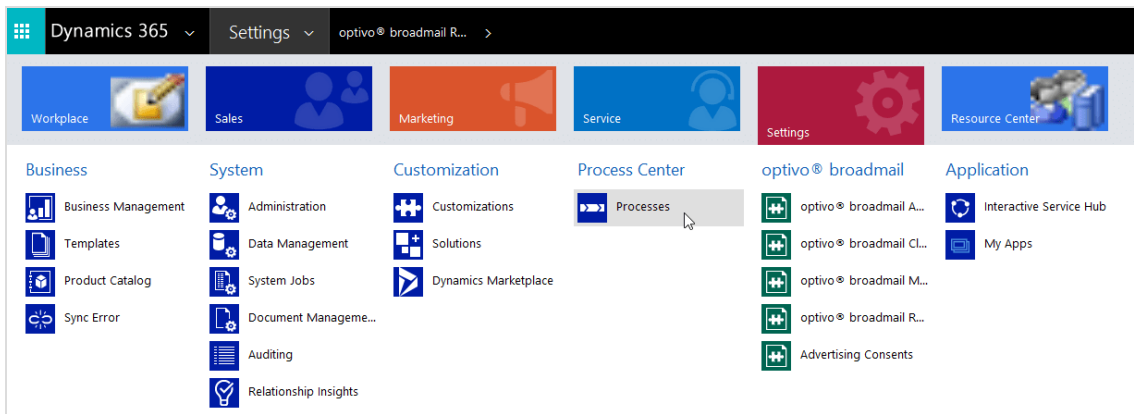 Dynamics 365 Settings optivo® broadmail R...
Workplace Sales Marketing Service Settings Resource Center
Business
Business Management
Templates
Product Catalog
Sync Error
System
Administration
Data Management
System Jobs
Document Manageme...
Auditing
Relationship Insights
Customization
Customizations
Solutions
Dynamics Marketplace
Process Center
Processes
optivo® broadmail
optivo® broadmail A...
optivo® broadmail Cl...
optivo® broadmail M...
optivo® broadmail R...
Advertising Consents
Application
Interactive Service Hub
My Apps